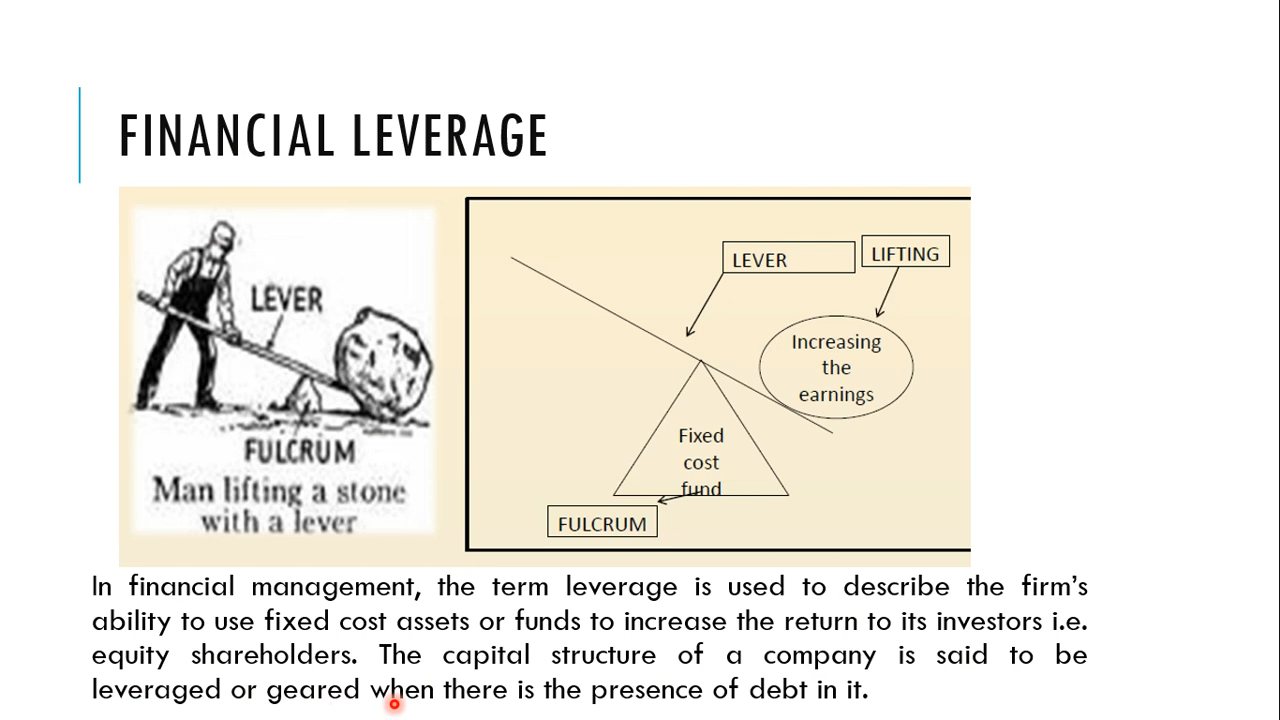 FINANCIAL LEVERAGE
LEVER
FULCRUM
Man lifting a stone
with a lever
LEVER
LIFTING
Increasing
the
earnings
Fixed
cost
fund
FULCRUM
In financial management, the term leverage is used to describe the firm’s
ability to use fixed cost assets or funds to increase the return to its investors i.e.
equity shareholders. The capital structure of a company is said to be
leveraged or geared when there is the presence of debt in it.